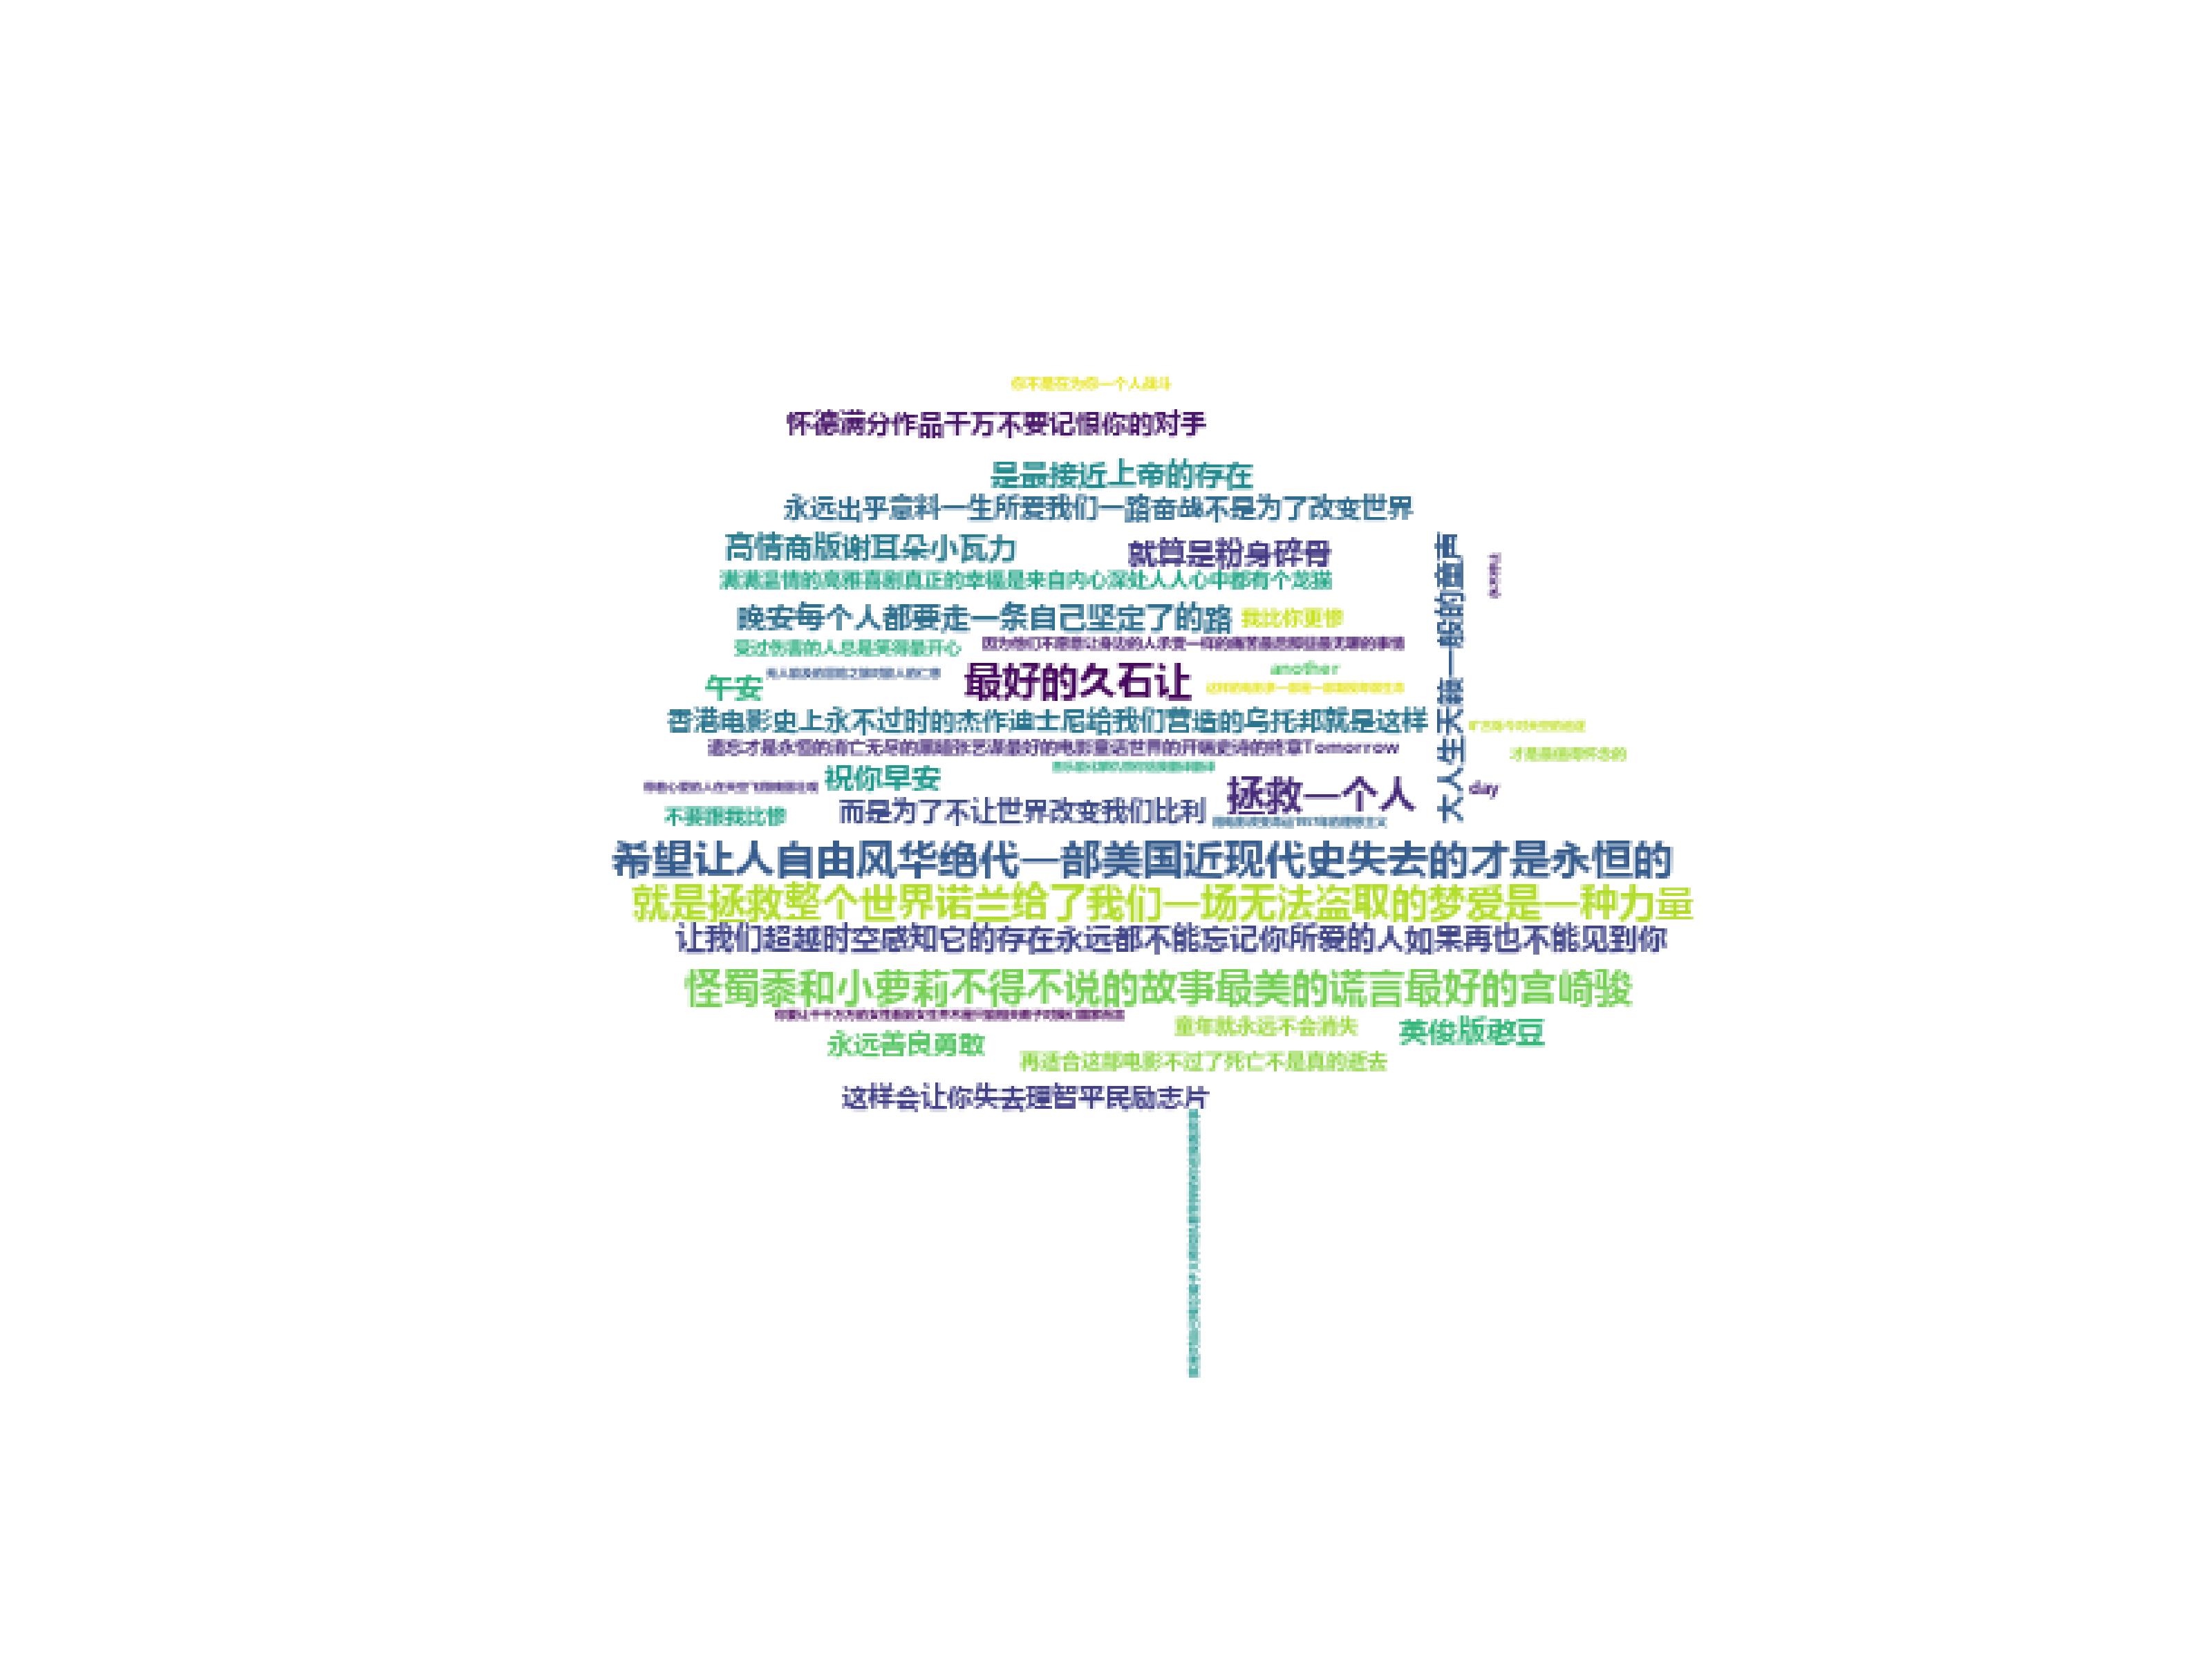 你不是在为你一个人战斗
怀德满分作品千万不要记恨你的对手
是最接近上帝的存在
永远出乎意料一生所爱我们一路奋战不是为了改变世界
高情商版谢耳朵小瓦力
就算是粉身碎骨
满满温情的高雅喜剧真正的幸福是来自内心深处人人心中都有个龙猫
晚安每个人都要走一条自己坚定了的路
我比你更惨
受过伤害的人总是笑得最开心
因为他们不愿意让身边的人承受一样的痛苦最忠
another
最好的久石让
午安
香港电影史上永不过时的杰作迪士尼给我们营造的乌托邦就是这样
遗忘才是永恒的消亡无尽的黑暗张艺谋最好的电影童话世界的开端史诗的终章Tomorrow
才是最值得怀念的
祝你早安
拯救一个人
大人生天籁一般的童声
day
不要跟我比惨
而是为了不让世界改变我们比利
希望让人自由风华绝代一部美国近现代史失去的才是永恒的
就是拯救整个世界诺兰给了我们一场无法盗取的梦爱是一种力量
让我们超越时空感知它的存在永远都不能忘记你所爱的人如果再也不能见到你
怪蜀黍和小萝莉不得不说的故事最美的谎言最好的宫崎骏
童年就永远不会消失
英俊版憨豆
永远善良勇敢
再适合这部电影不过了死亡不是真的逝去
这样会让你失去理智平民励志片